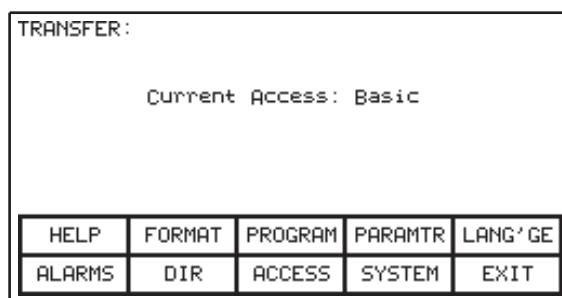 TRANSFER:
Current Access: Basic
HELP FORMAT PROGRAM PARAMTR LANG'GE
ALARMS DIR ACCESS SYSTEM EXIT